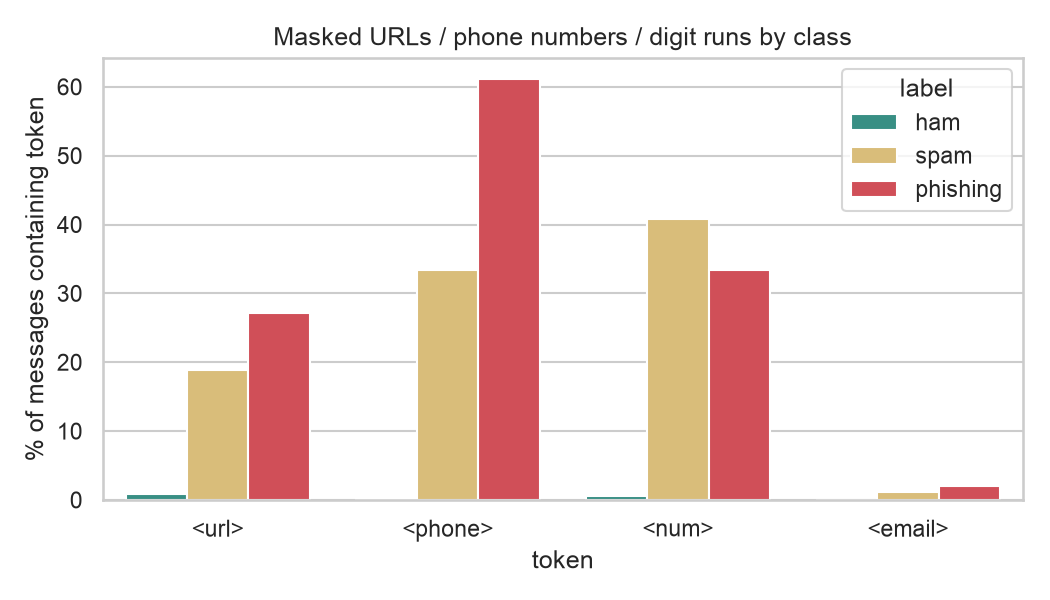 Masked URLs / phone numbers / digit runs by class
% of messages containing token
60
50
40
30
20
10
0
label
ham
spam
phishing
<url>
<phone>
<num>
<email>
token